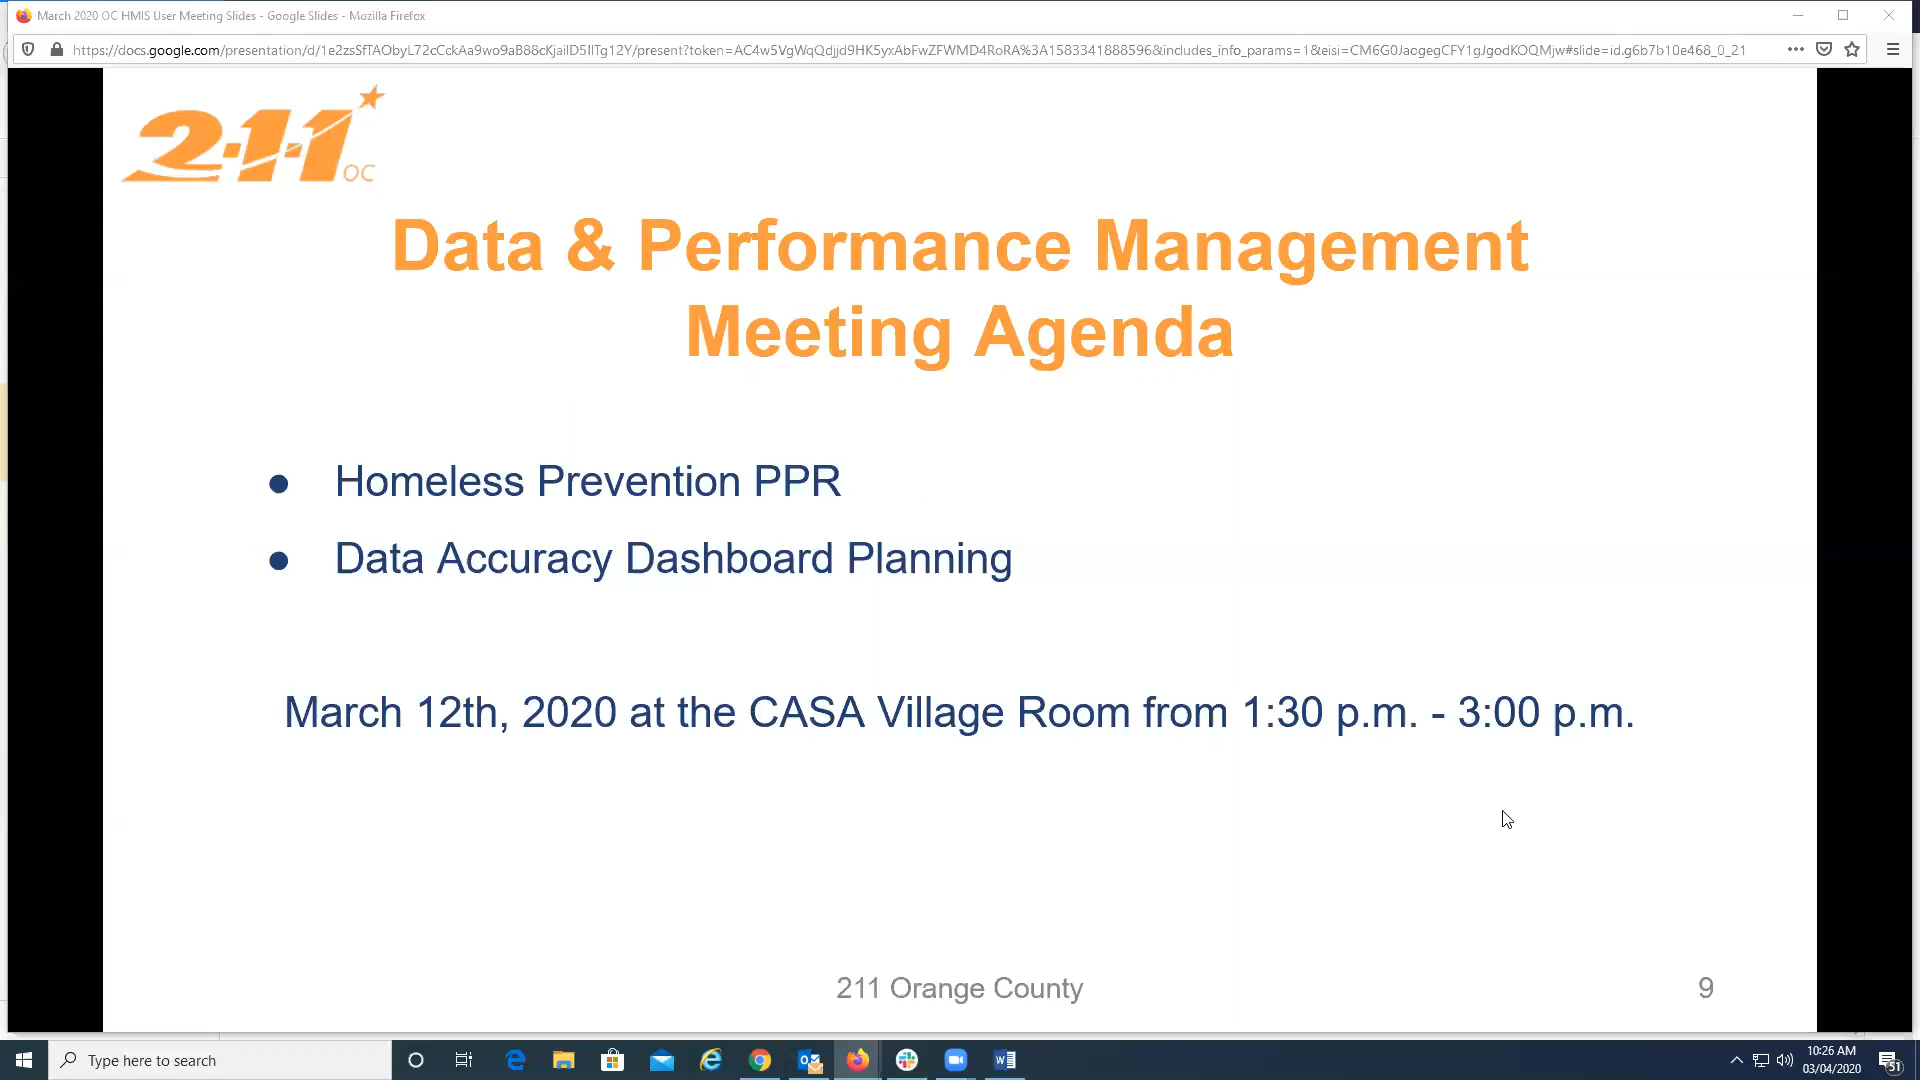 March 2020 OC HMIS User Meeting Slides - Google Slides - Mozilla Firefox
https://docs.google.com/presentation/d/1e2zsSfTAObyL72cCckAa9wo9aB88cKjailD5IlTg12Y/present?token=AC4w5VgWqQdjjd9HK5yxAbFwZFWMD4RoRA%3A1583341888596&includes_info_params=1&eisi=CM6G0JaogegCFY1gJgodKOQMjw#slide=id.g6b7b10e468_0_21
2-1-1 OC
Data & Performance Management
Meeting Agenda
● Homeless Prevention PPR
● Data Accuracy Dashboard Planning
March 12th, 2020 at the CASA Village Room from 1:30 p.m. - 3:00 p.m.
211 Orange County
9
Type here to search
10:26 AM
03/04/2020
51